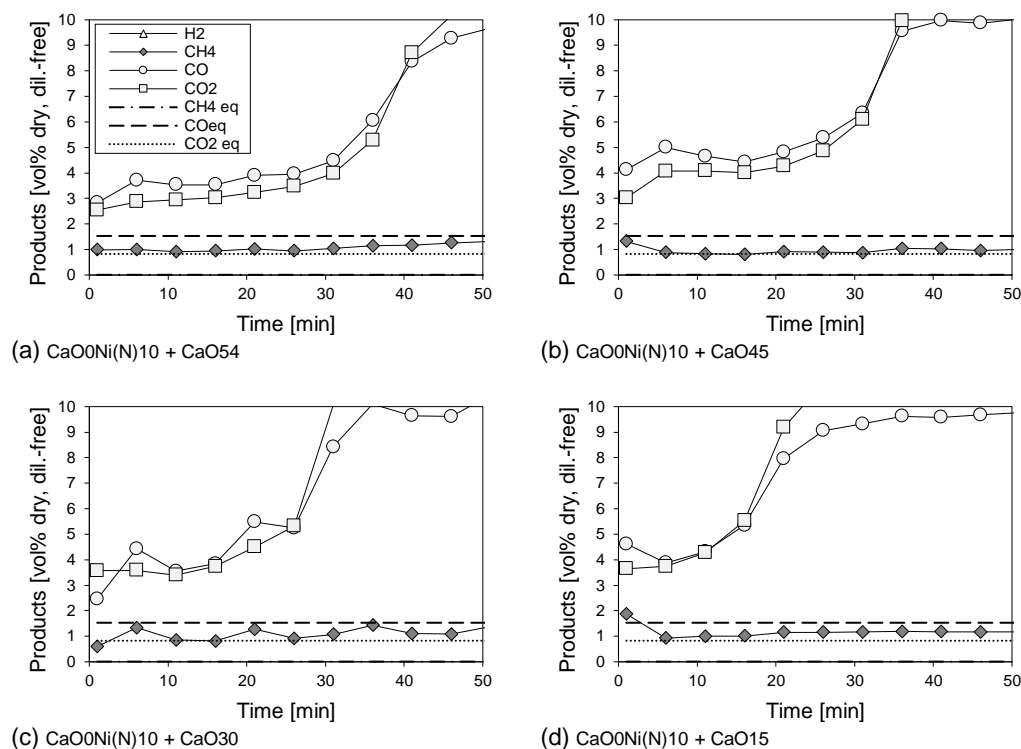 Products [vol% dry, dil.-free]
10
9
8
7
6
5
4
3
2
1
0
H2
CH4
CO
CO2
CH4 eq
COeq
CO2 eq
0 10 20 30 40 50
Time [min]
(a) CaO0Ni(N)10 + CaO54
Products [vol% dry, dil.-free]
10
9
8
7
6
5
4
3
2
1
0
0 10 20 30 40 50
Time [min]
(b) CaO0Ni(N)10 + CaO45
Products [vol% dry, dil.-free]
10
9
8
7
6
5
4
3
2
1
0
0 10 20 30 40 50
Time [min]
(c) CaO0Ni(N)10 + CaO30
Products [vol% dry, dil.-free]
10
9
8
7
6
5
4
3
2
1
0
0 10 20 30 40 50
Time [min]
(d) CaO0Ni(N)10 + CaO15